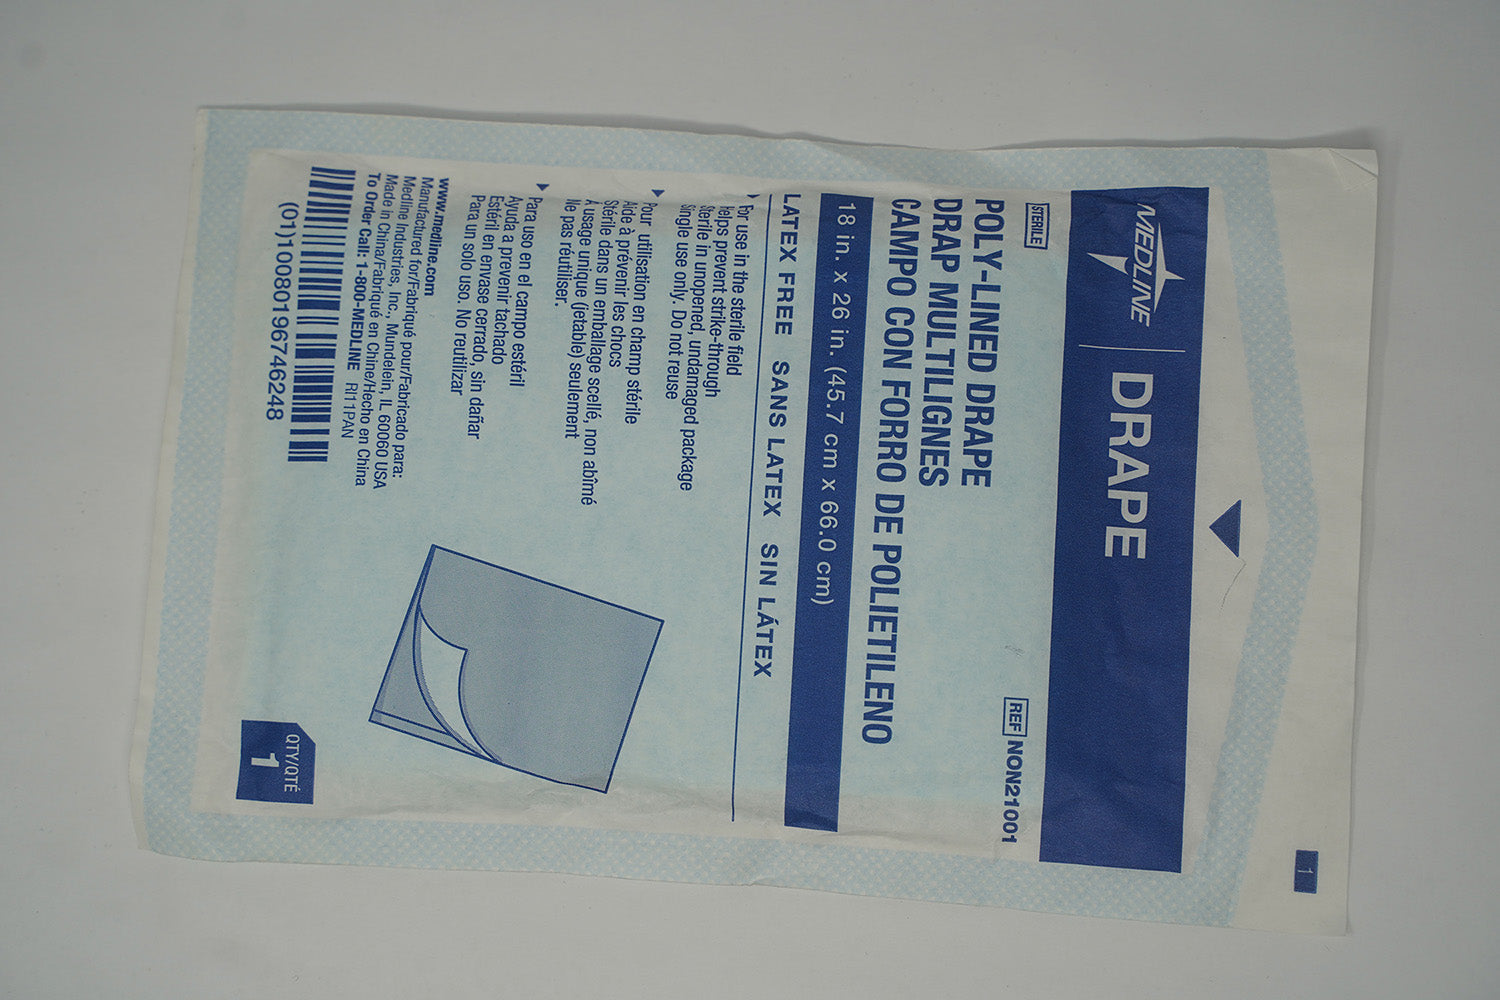 MEDLINE DRAPE
STERILE
REF NON21001
POLY-LINED DRAPE
DRAP MULTILIGNES
CAMPO CON FORRO DE POLIETILENO
18 in. x 26 in. (45.7 cm x 66.0 cm)
LATEX FREE SANS LATEX SIN LÁTEX
For use in the sterile field
Helps prevent strike-through
Sterile in unopened, undamaged package
Single use only. Do not reuse
Pour utilisation en champ stérile
Aide à prévenir les chocs
Stérile dans un emballage scellé, non abîmé
À usage unique (jetable) seulement
Ne pas réutiliser.
Para uso en el campo estéril
Ayuda a prevenir tachado
Estéril en envase cerrado, sin dañar
Para un solo uso. No reutilizar
www.medline.com
Manufactured for/Fabriqué pour/Fabricado para:
Medline Industries, Inc., Mundelein, IL 60060 USA
Made in China/Fabriqué en Chine/Hecho en China
To Order Call: 1-800-MEDLINE RI11PAN
(01)10080196746248
QTY/QTÉ
1
1